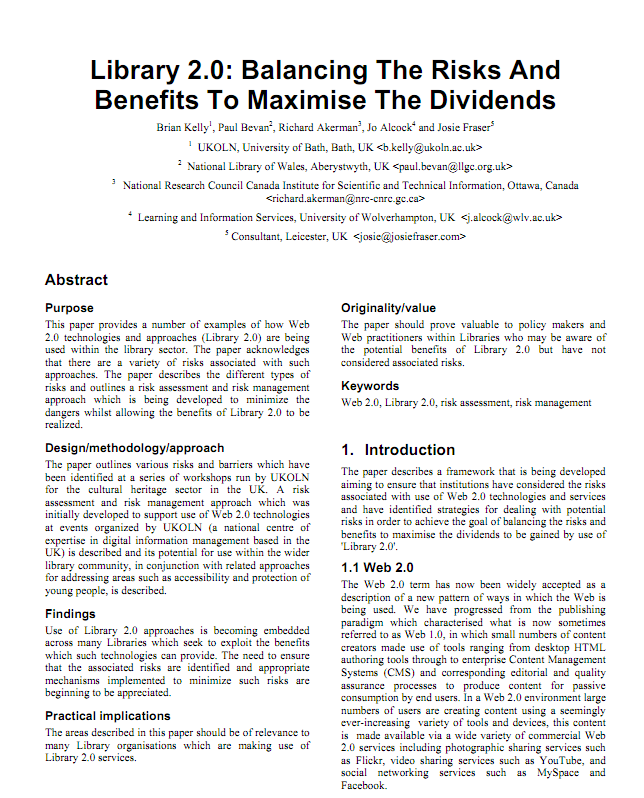 Library 2.0: Balancing The Risks And
Benefits To Maximise The Dividends
Brian Kelly1, Paul Bevan2, Richard Akerman3, Jo Alcock4 and Josie Fraser5
1 UKOLN, University of Bath, Bath, UK <b.kelly@ukoln.ac.uk>
2 National Library of Wales, Aberystwyth, UK <paul.bevan@llgc.org.uk>
3 National Research Council Canada Institute for Scientific and Technical Information, Ottawa, Canada
<richard.akerman@nrc-cnrc.gc.ca>
4 Learning and Information Services, University of Wolverhampton, UK <j.alcock@wlv.ac.uk>
5 Consultant, Leicester, UK <josie@josiefraser.com>
Abstract
Purpose
This paper provides a number of examples of how Web
2.0 technologies and approaches (Library 2.0) are being
used within the library sector. The paper acknowledges
that there are a variety of risks associated with such
approaches. The paper describes the different types of
risks and outlines a risk assessment and risk management
approach which is being developed to minimize the
dangers whilst allowing the benefits of Library 2.0 to be
realized.
Design/methodology/approach
The paper outlines various risks and barriers which have
been identified at a series of workshops run by UKOLN
for the cultural heritage sector in the UK. A risk
assessment and risk management approach which was
initially developed to support use of Web 2.0 technologies
at events organized by UKOLN (a national centre of
expertise in digital information management based in the
UK) is described and its potential for use within the wider
library community, in conjunction with related approaches
for addressing areas such as accessibility and protection of
young people, is described.
Findings
Use of Library 2.0 approaches is becoming embedded
across many Libraries which seek to exploit the benefits
which such technologies can provide. The need to ensure
that the associated risks are identified and appropriate
mechanisms implemented to minimize such risks are
beginning to be appreciated.
Practical implications
The areas described in this paper should be of relevance to
many Library organisations which are making use of
Library 2.0 services.
Originality/value
The paper should prove valuable to policy makers and
Web practitioners within Libraries who may be aware of
the potential benefits of Library 2.0 but have not
considered associated risks.
Keywords
Web 2.0, Library 2.0, risk assessment, risk management
1. Introduction
The paper describes a framework that is being developed
aiming to ensure that institutions have considered the risks
associated with use of Web 2.0 technologies and services
and have identified strategies for dealing with potential
risks in order to achieve the goal of balancing the risks and
benefits to maximise the dividends to be gained by use of
'Library 2.0'.
1.1 Web 2.0
The Web 2.0 term has now been widely accepted as a
description of a new pattern of ways in which the Web is
being used. We have progressed from the publishing
paradigm which characterised what is now sometimes
referred to as Web 1.0, in which small numbers of content
creators made use of tools ranging from desktop HTML
authoring tools through to enterprise Content Management
Systems (CMS) and corresponding editorial and quality
assurance processes to produce content for passive
consumption by end users. In a Web 2.0 environment large
numbers of users are creating content using a seemingly
ever-increasing variety of tools and devices, this content
is made available via a wide variety of commercial Web
2.0 services including photographic sharing services such
as Flickr, video sharing services such as YouTube, and
social networking services such as MySpace and
Facebook.